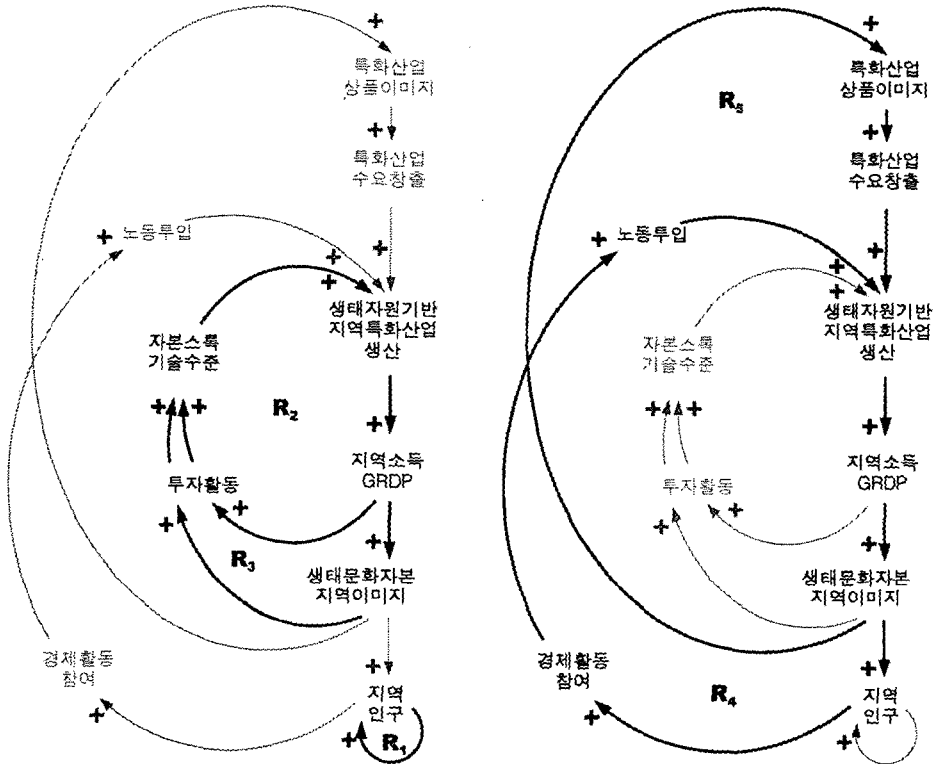 +
특화산업
상품이미지
+
특화산업
수요창출
+
노동투입
+
+
+
생태자원기반
지역특화산업
생산
자본스톡
기술수준
+
+
R2
+
지역소득
GRDP
투자활동
+
+
+
R3
생태문화자본
지역이미지
경제활동
참여
+
+
지역
인구
+
R1
+
특화산업
상품이미지
R5
+
특화산업
수요창출
+
노동투입
+
+
+
생태자원기반
지역특화산업
생산
자본스톡
기술수준
+
+
+
지역소득
GRDP
투자활동
+
+
+
생태문화자본
지역이미지
경제활동
참여
+
+
R4
지역
인구
+